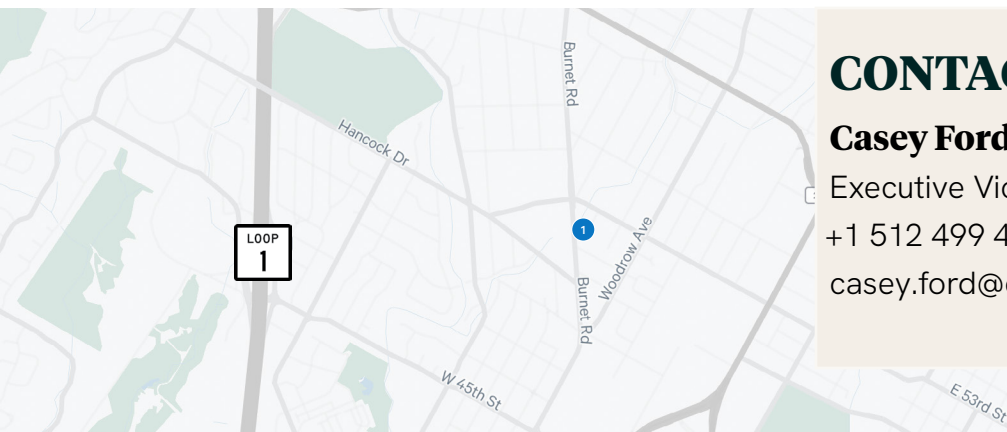 Burnet Rd
Hancock Dr
LOOP
1
1
Woodrow Ave
Burnet Rd
W 45th St
E 53rd St
CONTAC
Casey Ford
Executive Vic
+1 512 499 4
casey.ford@